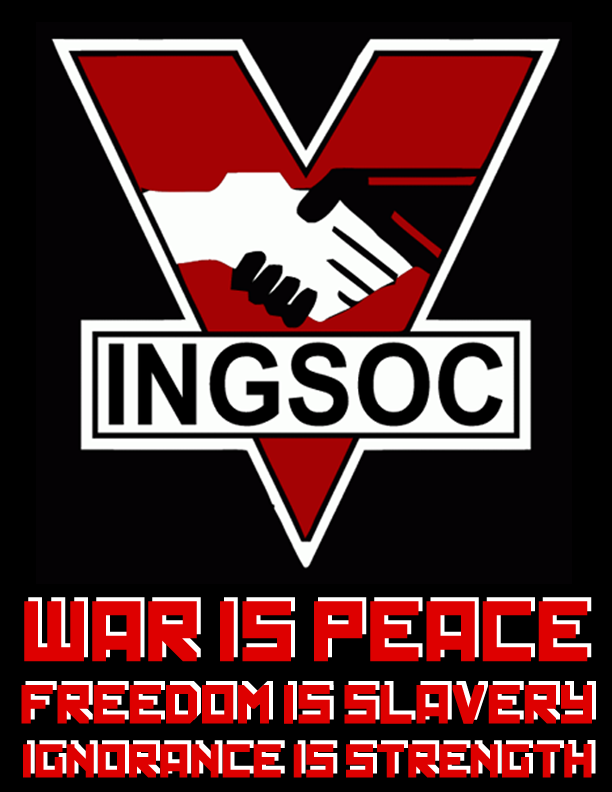 INGSOC
WAR IS PEACE
FREEDOM IS SLAVERY
IGNORANCE IS STRENGTH